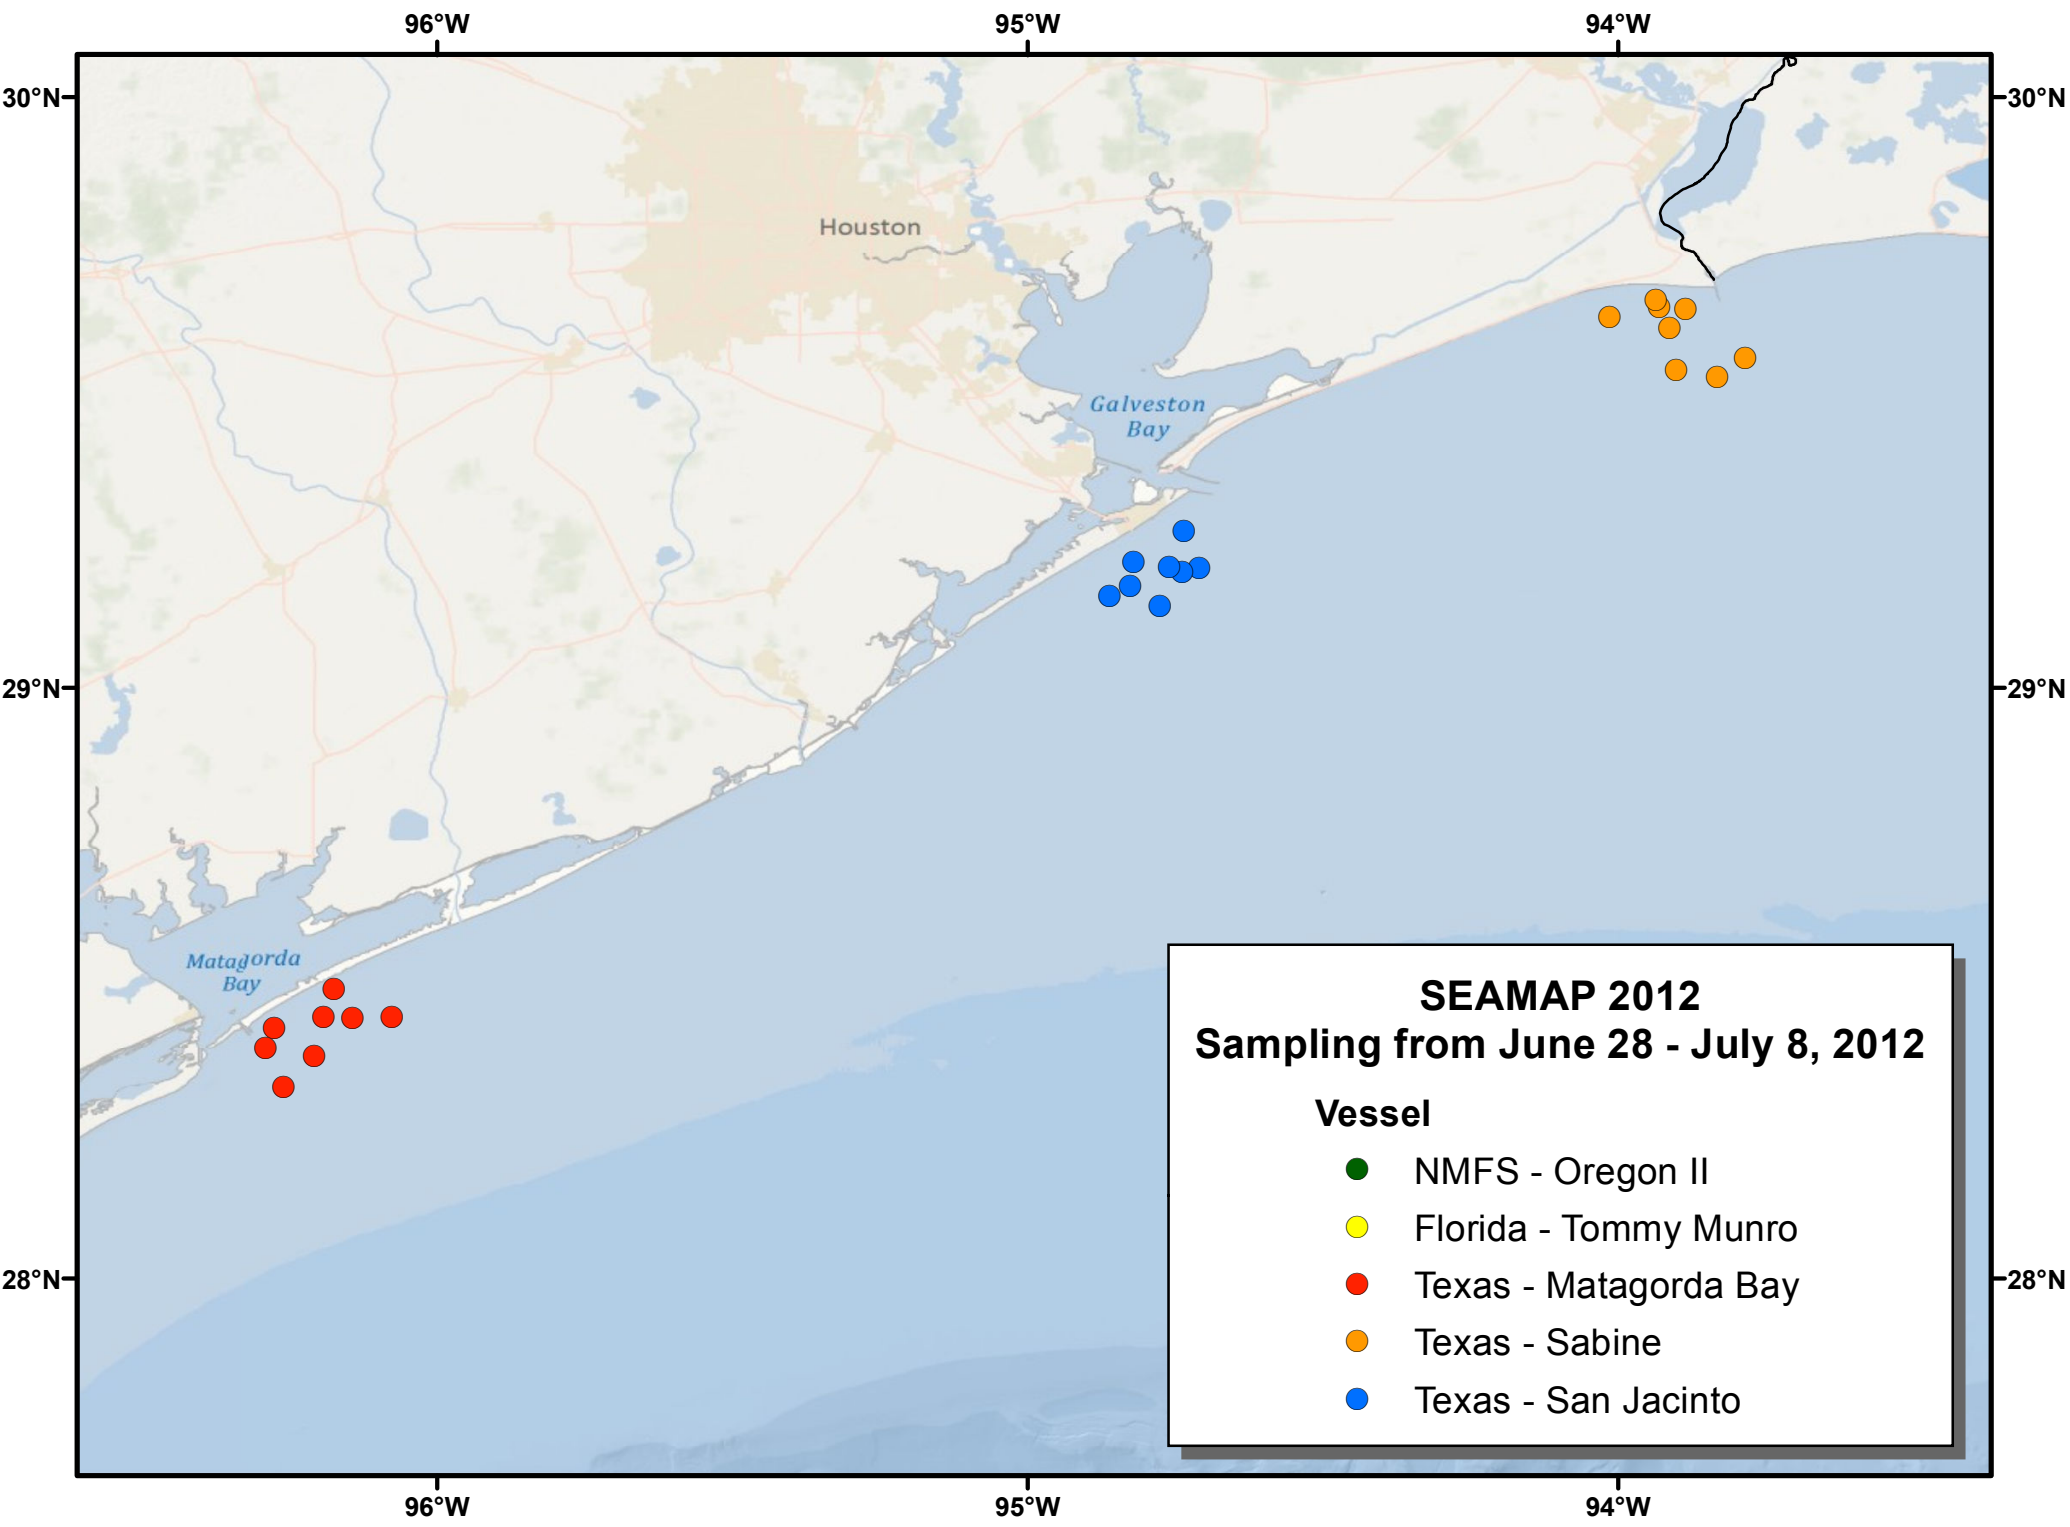 96°W 95°W 94°W
30°N 30°N
Houston
Galveston
Bay
29°N 29°N
Matagorda
Bay
SEAMAP 2012
Sampling from June 28 - July 8, 2012
Vessel
NMFS - Oregon II
Florida - Tommy Munro
28°N 28°N
Texas - Matagorda Bay
Texas - Sabine
Texas - San Jacinto
96°W 95°W 94°W